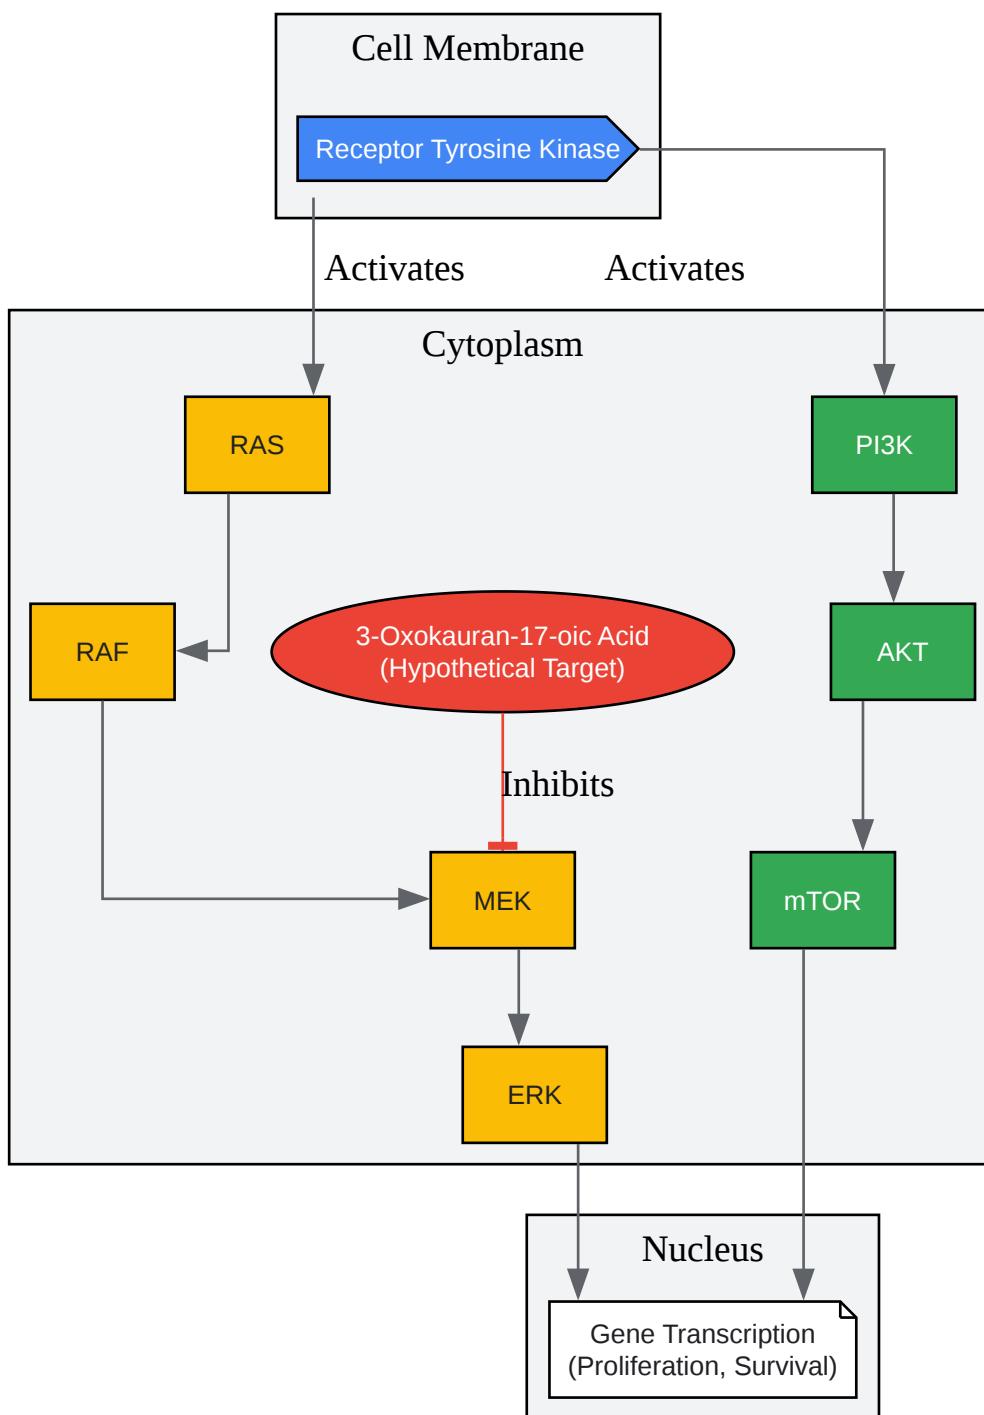 Cell Membrane
Receptor Tyrosine Kinase
Activates
Activates
Cytoplasm
RAS
PI3K
RAF
3-Oxokauran-17-oic Acid
(Hypothetical Target)
AKT
Inhibits
MEK
mTOR
ERK
Nucleus
Gene Transcription
(Proliferation, Survival)